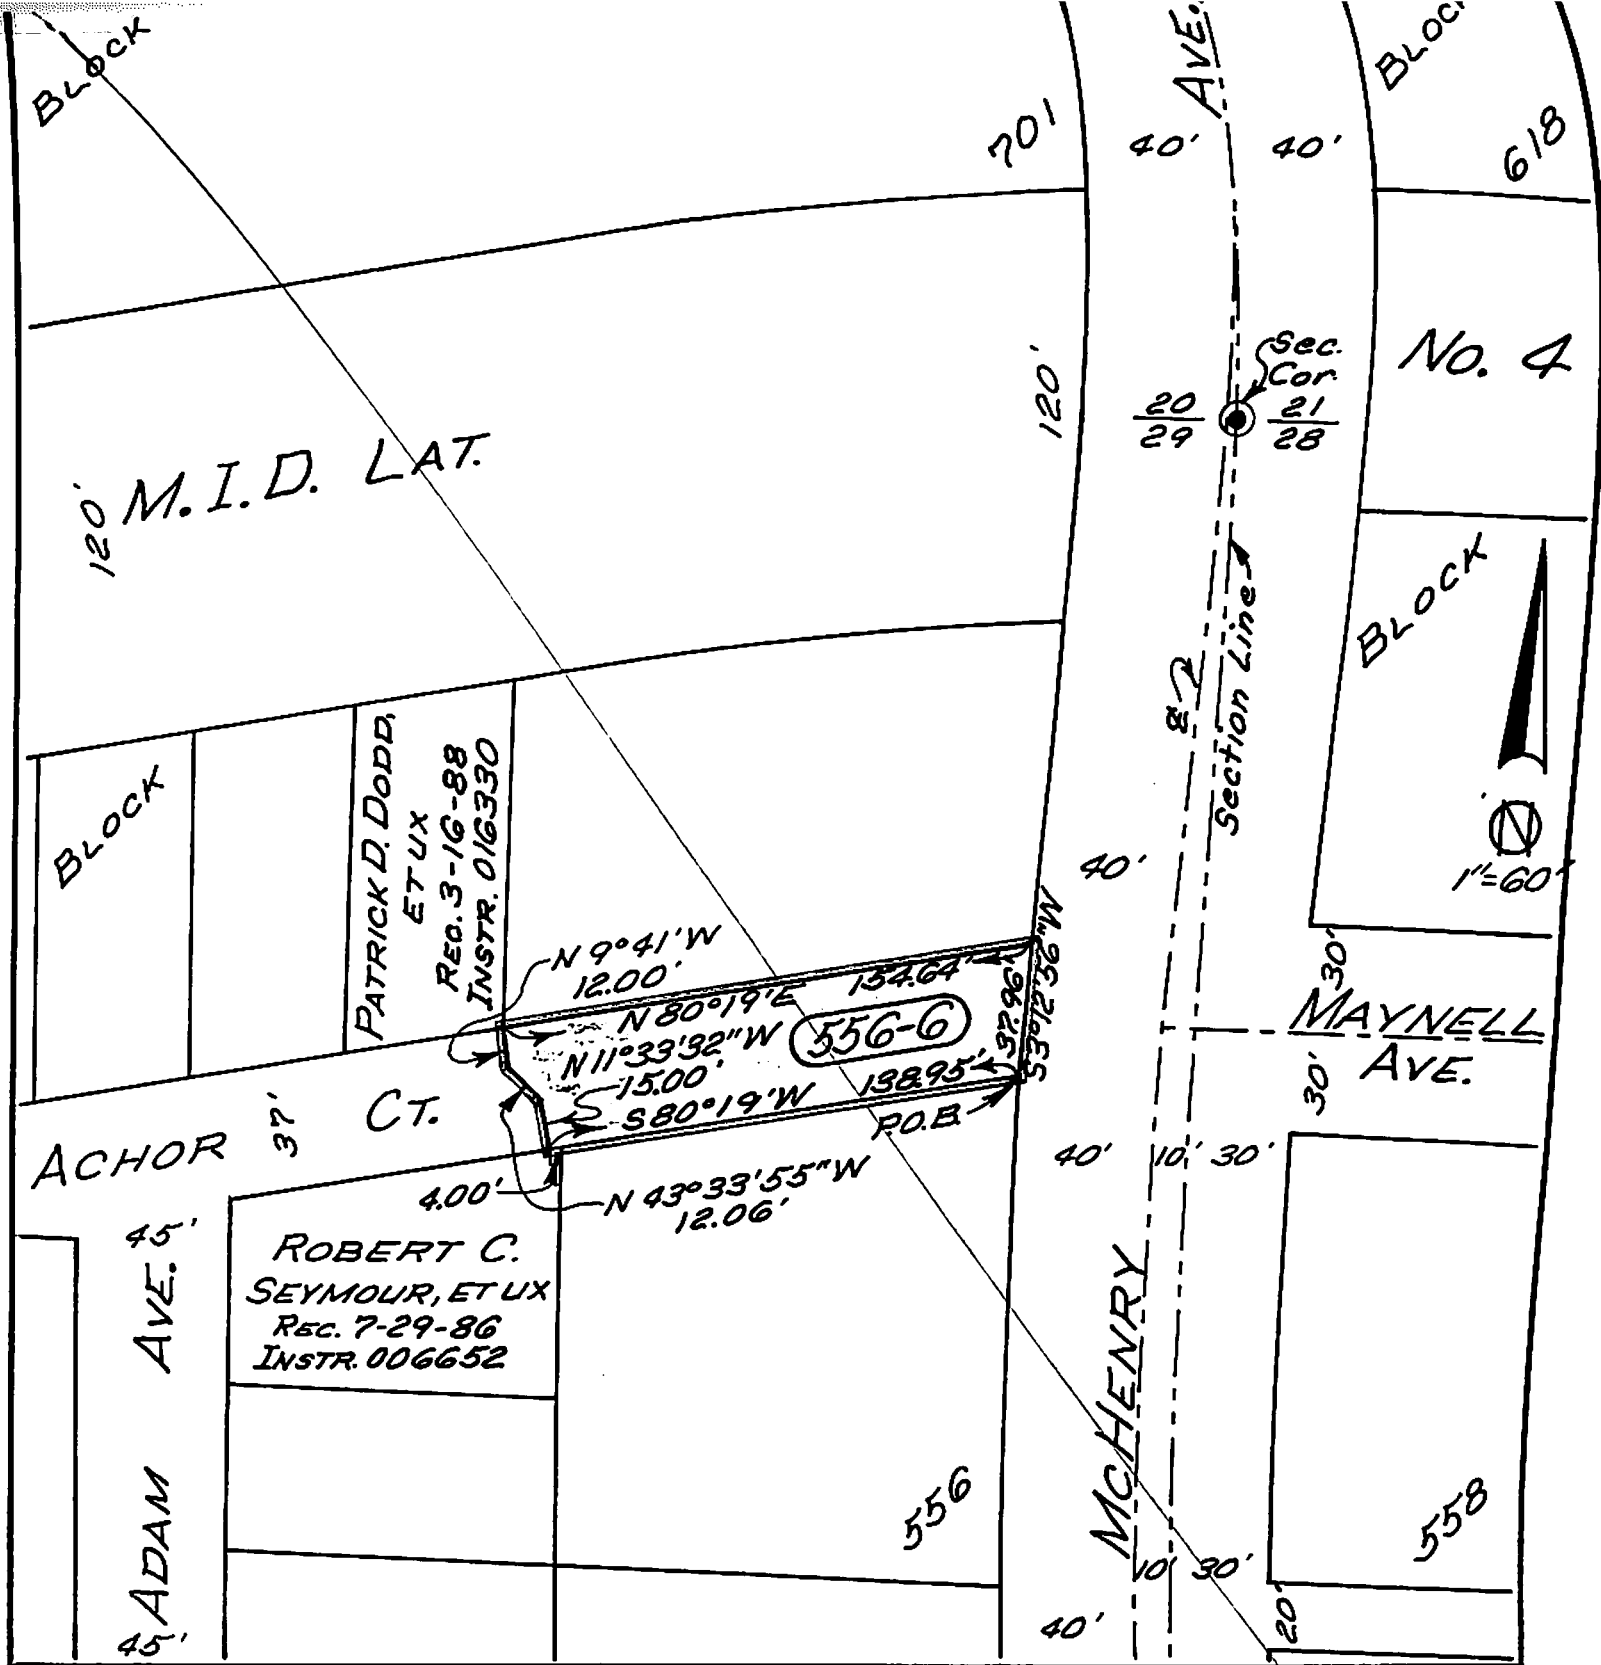 BLOCK
AVE.
BLOCK
701
40'
40'
618
120'
Sec.
Cor.
No. 4
20
29
21
28
M.I.D. LAT.
120'
BLOCK
Section Line
BLOCK
PATRICK D. DODD,
ET UX
REC. 3-16-88
INSTR. 016330
1"=60'
40'
N 9°41'W
12.00'
N 80°19'E
154.64'
37.96'
S3°12'56"W
30'
MAYNELL
AVE.
30'
N 11°33'32"W
15.00'
556-6
S 80°19'W
138.95'
P.O.B.
ACHOR
37'
CT.
40'
10'
30'
4.00'
N 43°33'55"W
12.06'
45'
ROBERT C.
SEYMOUR, ET UX
REC. 7-29-86
INSTR. 006652
ADAM AVE.
McHENRY
556
558
10'
30'
45'
40'
20'